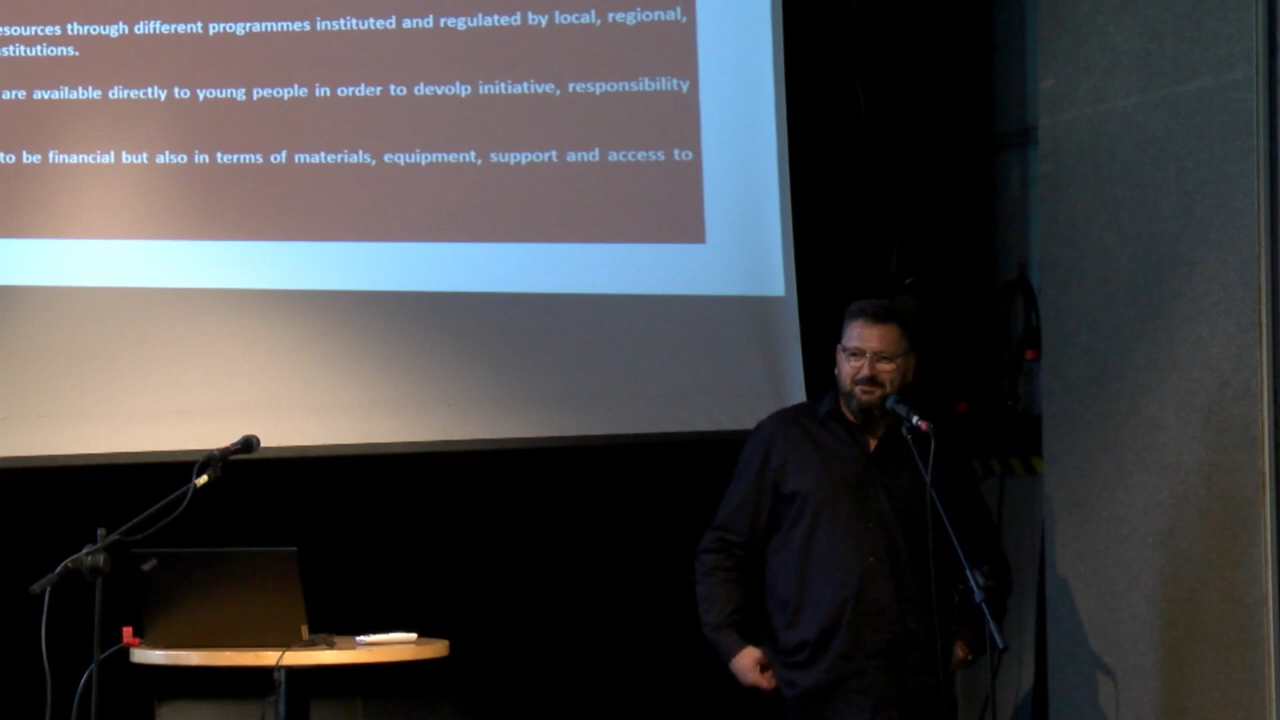 esources through different programmes instituted and regulated by local, regional,
stitutions.
are available directly to young people in order to devolp initiative, responsibility
to be financial but also in terms of materials, equipment, support and access to